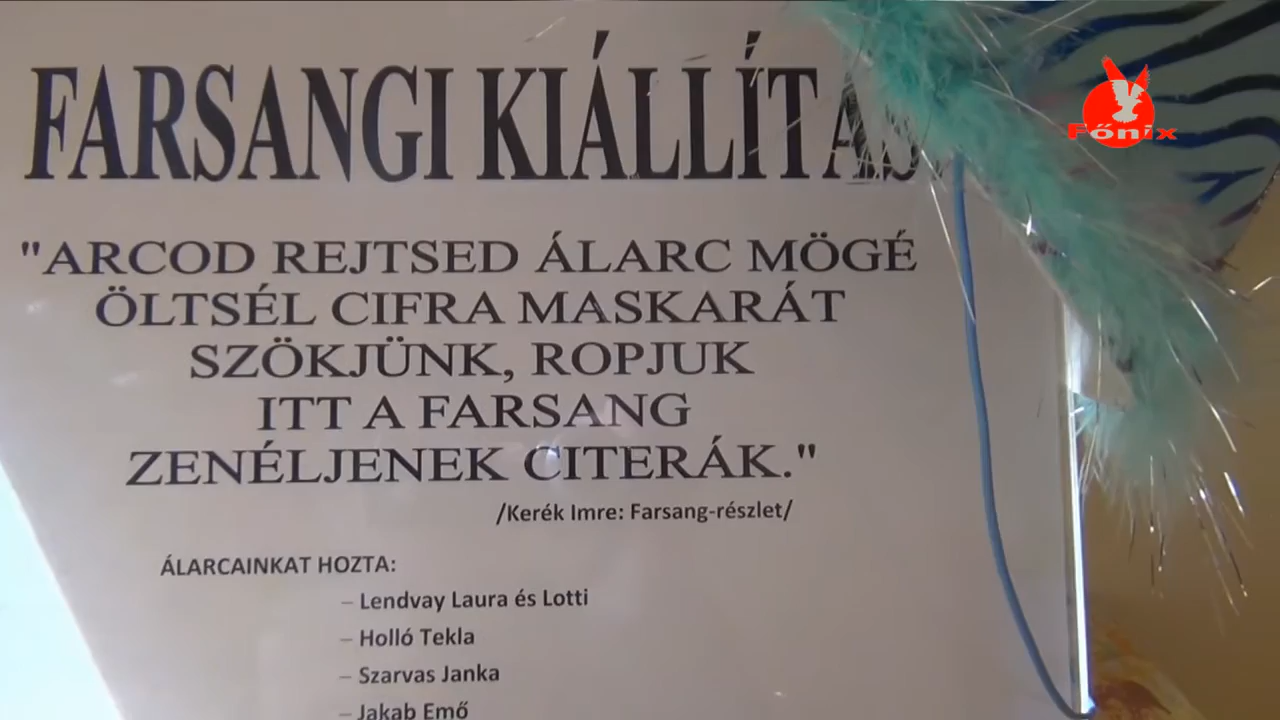 FARSANGI KIÁLLÍTÁS
Főnix
"ARCOD REJTSED ÁLARC MÖGÉ
ÖLTSÉL CIFRA MASKARÁT
SZÖKJÜNK, ROPJUK
ITT A FARSANG
ZENÉLJENEK CITERÁK."
/Kerék Imre: Farsang-részlet/
ÁLARCAINKAT HOZTA:
– Lendvay Laura és Lotti
– Holló Tekla
– Szarvas Janka
– Jakab Emő